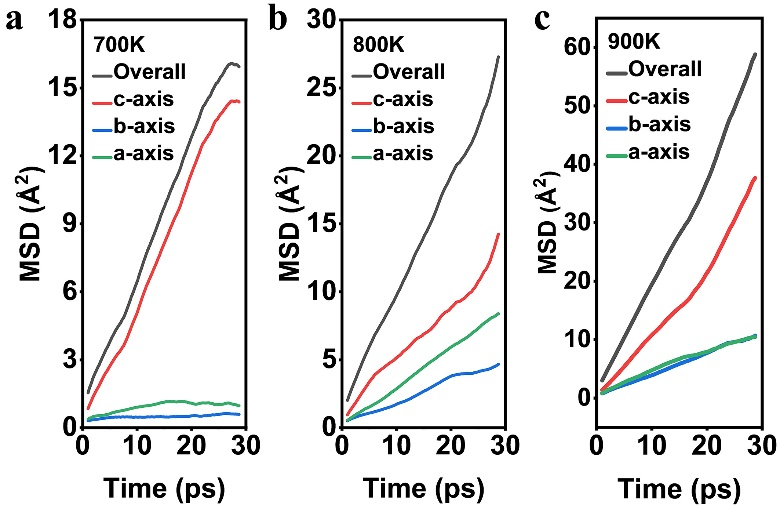 a
700K
Overall
c-axis
b-axis
a-axis
MSD (Å²)
18
15
12
9
6
3
0
0
10
20
30
Time (ps)
b
800K
Overall
c-axis
b-axis
a-axis
MSD (Å²)
30
25
20
15
10
5
0
0
10
20
30
Time (ps)
c
900K
Overall
c-axis
b-axis
a-axis
MSD (Å²)
60
50
40
30
20
10
0
0
10
20
30
Time (ps)